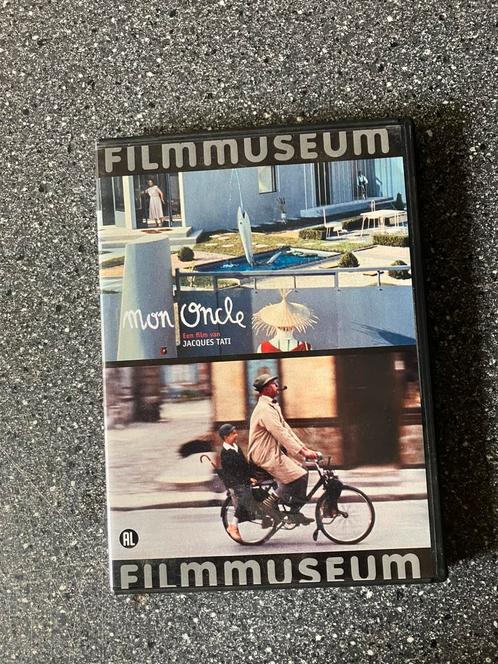 FILMMUSEUM
mon oncle
Een film van
JACQUES TATI
AL
FILMMUSEUM